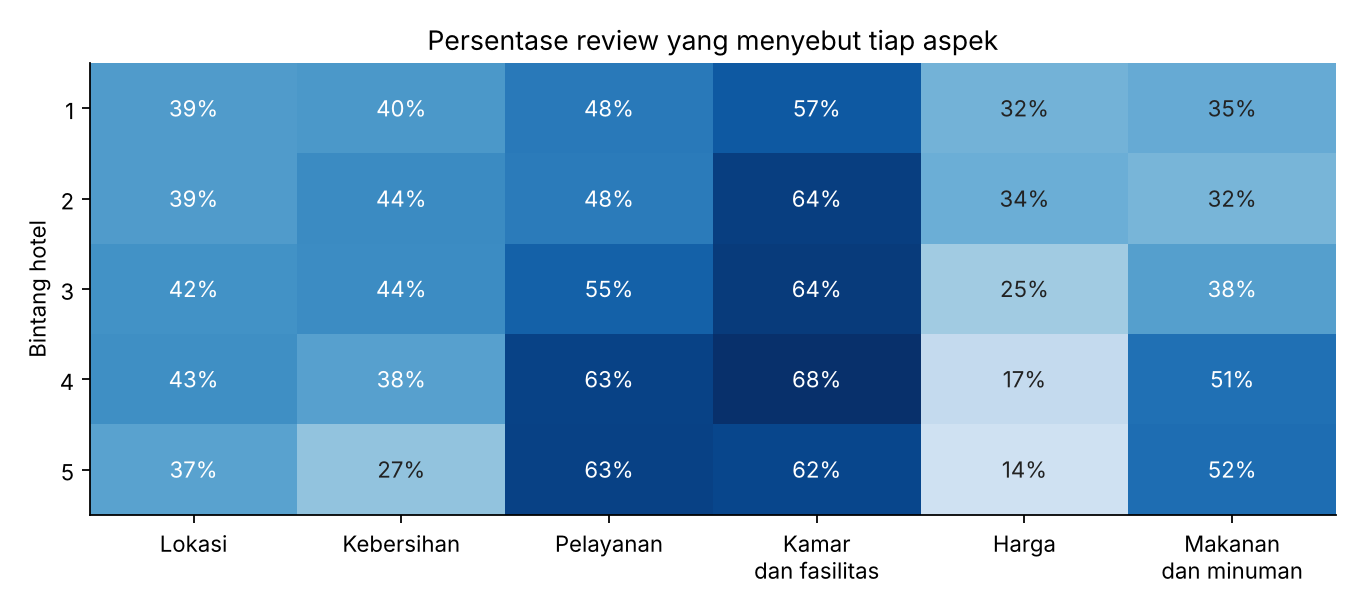 Persentase review yang menyebut tiap aspek
Bintang hotel
1 39% 40% 48% 57% 32% 35%
2 39% 44% 48% 64% 34% 32%
3 42% 44% 55% 64% 25% 38%
4 43% 38% 63% 68% 17% 51%
5 37% 27% 63% 62% 14% 52%
Lokasi Kebersihan Pelayanan Kamar Harga Makanan
dan fasilitas dan minuman